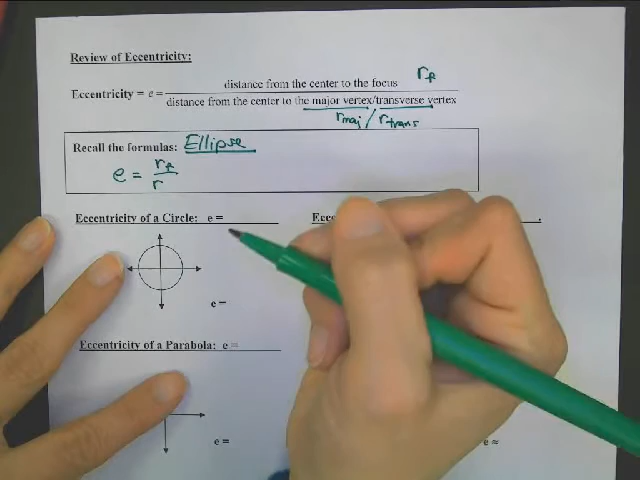 Review of Eccentricity:
distance from the center to the focus r_f
Eccentricity = e =
distance from the center to the major vertex/transverse vertex
r_maj / r_trans
Recall the formulas: Ellipse
e = r_f / r
Eccentricity of a Circle: e =
e =
Eccentricity of a Parabola: e =
e =
e ≈